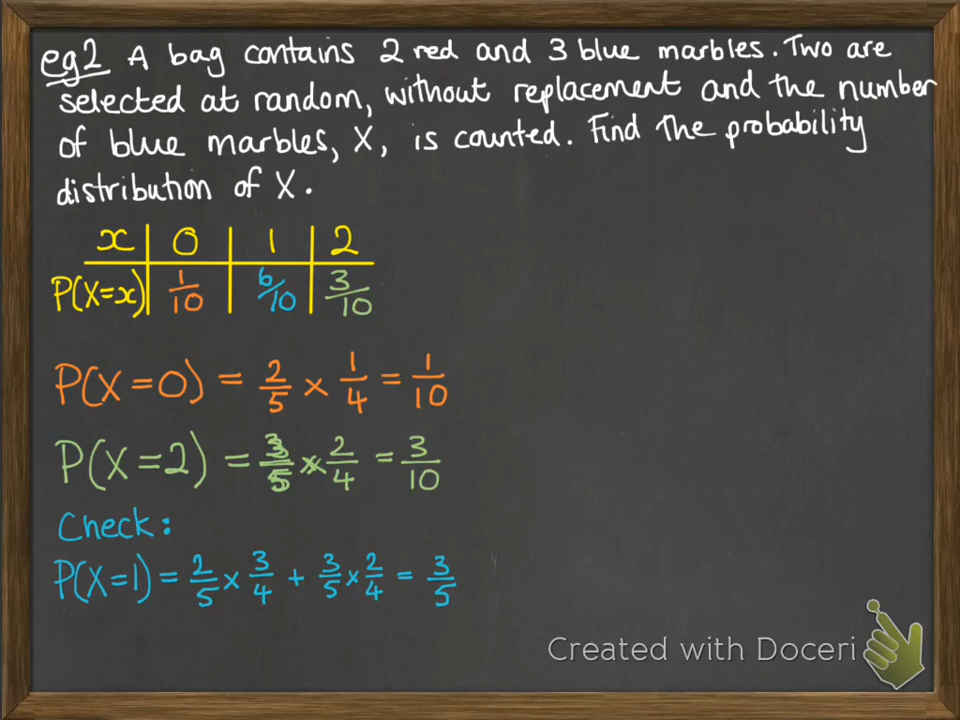 eg2 A bag contains 2 red and 3 blue marbles. Two are
selected at random, without replacement and the number
of blue marbles, X, is counted. Find the probability
distribution of X.
x | 0 | 1 | 2
P(X=x) | 1/10 | 6/10 | 3/10
P(X=0) = 2/5 × 1/4 = 1/10
P(X=2) = 3/5 × 2/4 = 3/10
Check:
P(X=1) = 2/5 × 3/4 + 3/5 × 2/4 = 3/5
Created with Doceri